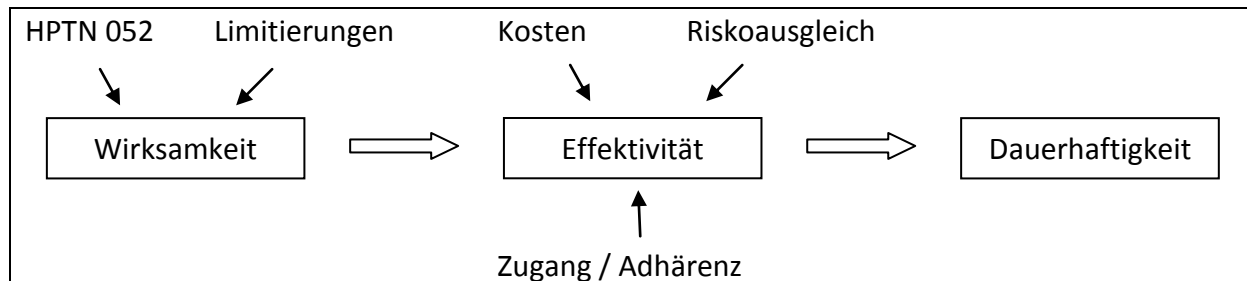 HPTN 052 Limitierungen Kosten Riskoausgleich
Wirksamkeit Effektivität Dauerhaftigkeit
Zugang / Adhärenz